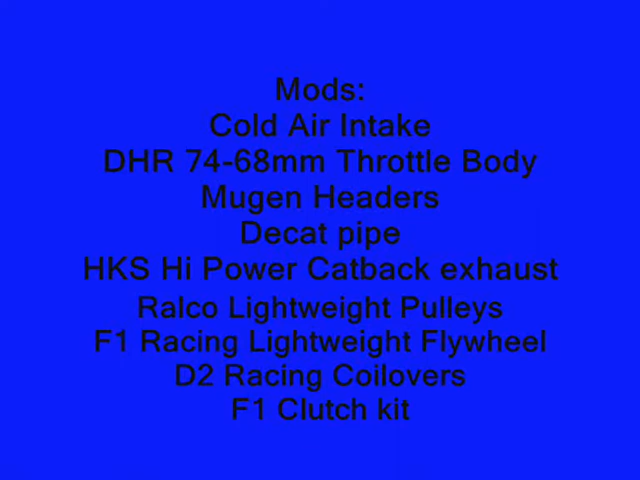 Mods:
Cold Air Intake
DHR 74-68mm Throttle Body
Mugen Headers
Decat pipe
HKS Hi Power Catback exhaust
Ralco Lightweight Pulleys
F1 Racing Lightweight Flywheel
D2 Racing Coilovers
F1 Clutch kit